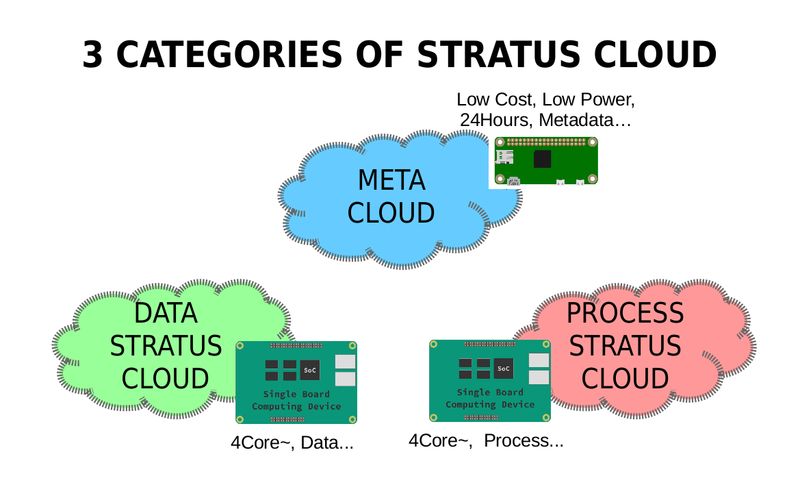 3 CATEGORIES OF STRATUS CLOUD
Low Cost, Low Power,
24Hours, Metadata…
META
CLOUD
DATA
STRATUS
CLOUD
SoC
Single Board
Computing Device
4Core~, Data...
PROCESS
STRATUS
CLOUD
SoC
Single Board
Computing Device
4Core~,  Process...